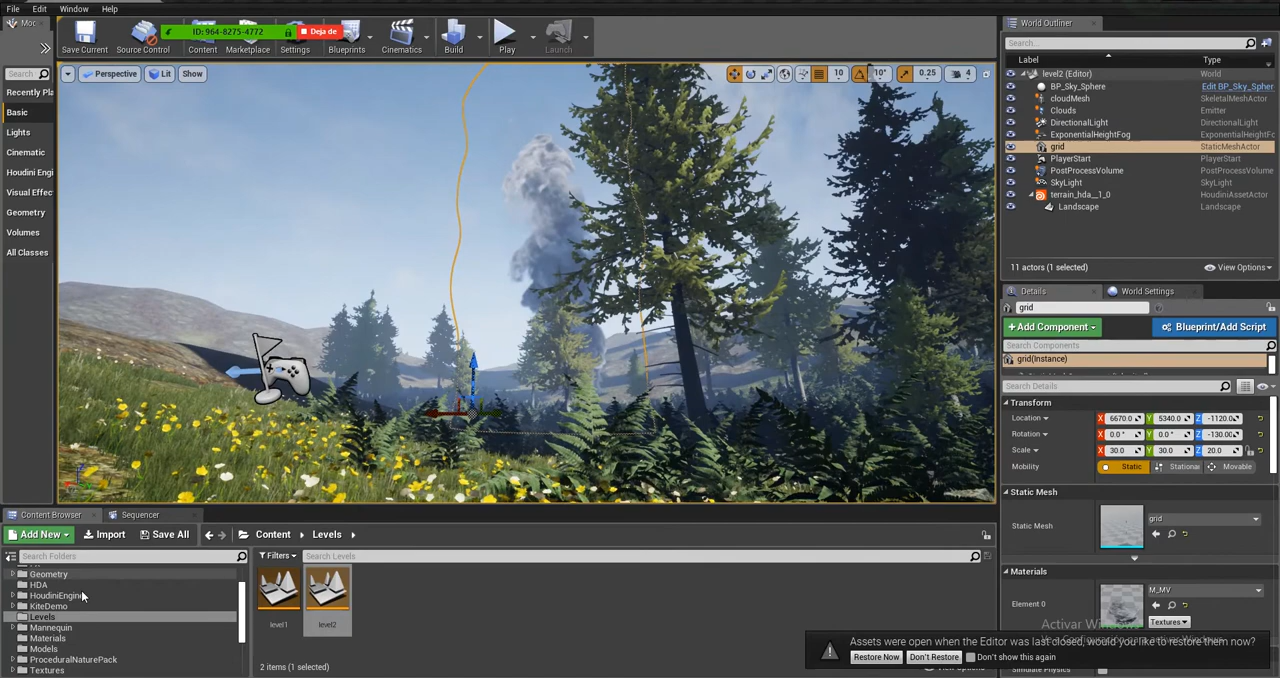 File Edit Window Help
Mo
ID: 964-8275-4772 Deja de
Save Current Source Control Content Marketplace Settings Blueprints Cinematics Build Play Launch
Search
Recently Pla
Basic
Lights
Cinematic
Houdini Engi
Visual Effec
Geometry
Volumes
All Classes
Perspective Lit Show
10 10° 0.25 4
World Outliner
Search...
Label Type
level2 (Editor) World
BP_Sky_Sphere Edit BP_Sky_Spher
cloudMesh SkeletalMeshActor
Clouds Emitter
DirectionalLight DirectionalLight
ExponentialHeightFog ExponentialHeightFo
grid StaticMeshActor
PlayerStart PlayerStart
PostProcessVolume PostProcessVolume
SkyLight SkyLight
terrain_hda__1_0 HoudiniAssetActor
Landscape Landscape
11 actors (1 selected) View Options
Details World Settings
grid
+Add Component Blueprint/Add Script
Search Components
grid(Instance)
Search Details
Transform
Location X 6670.0 Y 5340.0 Z -1120.0
Rotation X 0.0 ° Y 0.0 ° Z -130.00
Scale X 30.0 Y 30.0 Z 20.0
Mobility Static Stationar Movable
Static Mesh
Static Mesh grid
Materials
Element 0 M_MV
Textures
Activar Windows
Content Browser Sequencer
Add New Import Save All Content Levels
Search Folders Filters Search Levels
Geometry
HDA
HoudiniEngin
KiteDemo
Levels
Mannequin
Materials
Models
ProceduralNaturePack
Textures
level1 level2
2 items (1 selected)
Assets were open when the Editor was last closed, would you like to restore them now?
Restore Now Don't Restore Don't show this again